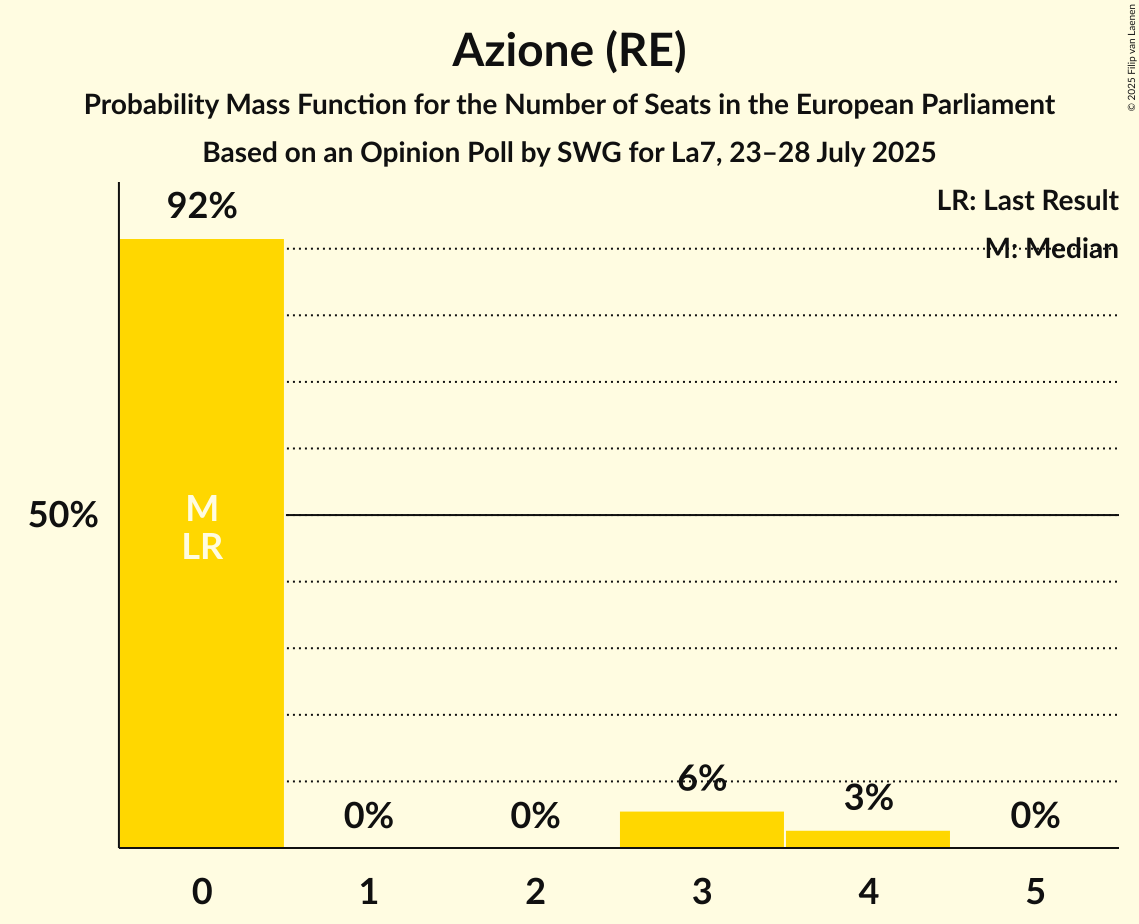 Azione (RE)
Probability Mass Function for the Number of Seats in the European Parliament
Based on an Opinion Poll by SWG for La7, 23–28 July 2025
© 2025 Filip van Laenen
LR: Last Result
M: Median
92%
50%
M
LR
0%
0%
6%
3%
0%
0
1
2
3
4
5